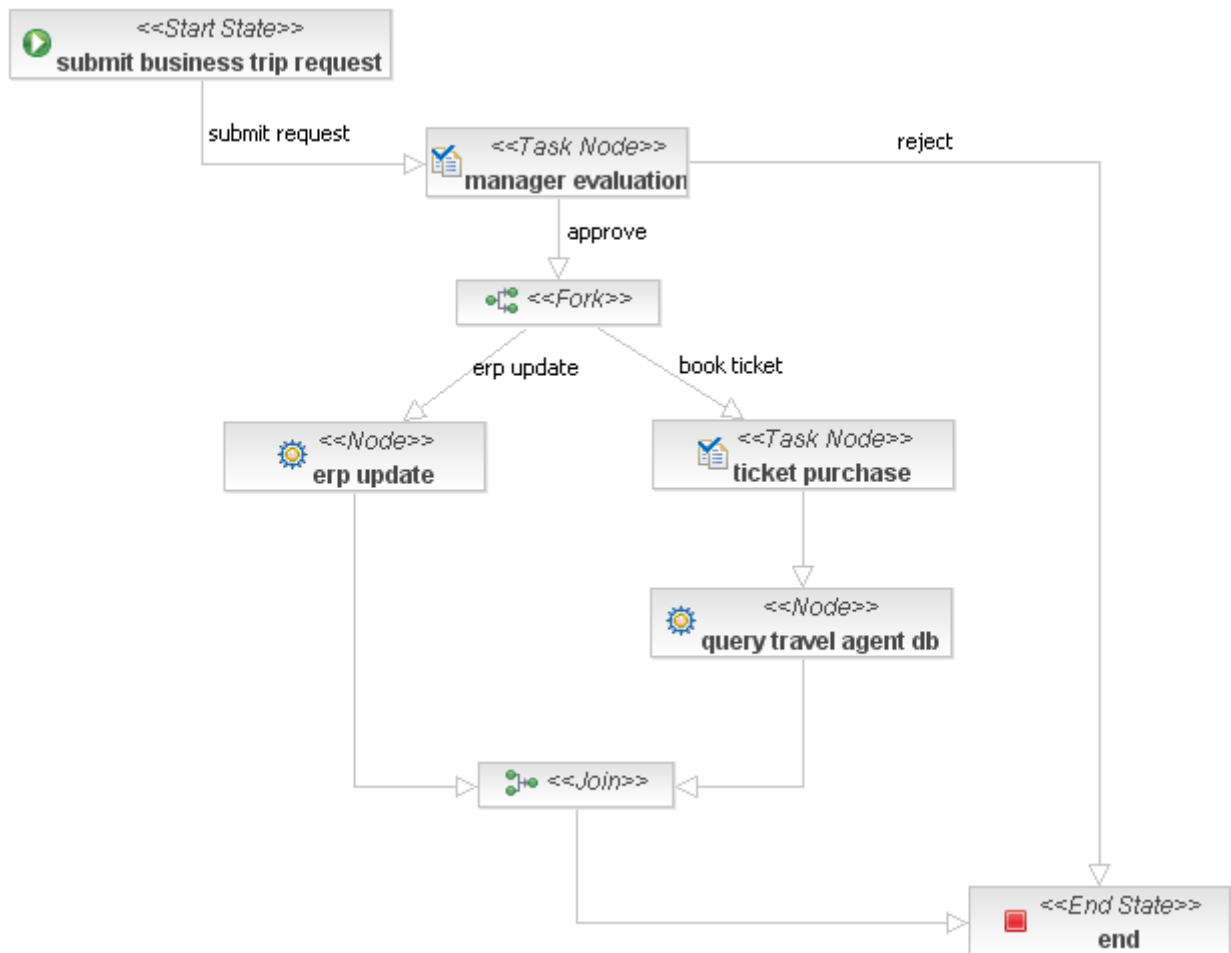 <<Start State>>
submit business trip request
submit request
<<Task Node>>
manager evaluation
reject
approve
<<Fork>>
erp update
book ticket
<<Node>>
erp update
<<Task Node>>
ticket purchase
<<Node>>
query travel agent db
<<Join>>
<<End State>>
end